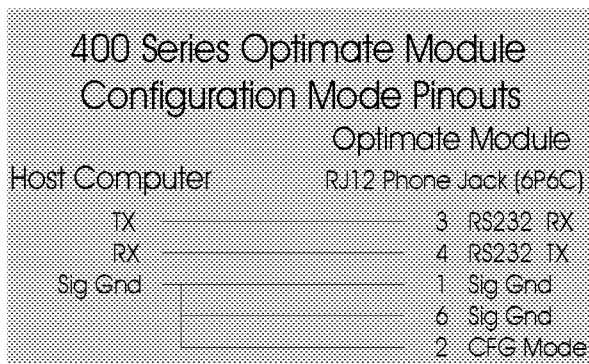 400 Series Optimate Module
Configuration Mode Pinouts
Optimate Module
Host Computer RJ12 Phone Jack (6P6C)
TX 3 RS232 RX
RX 4 RS232 TX
Sig Gnd 1 Sig Gnd
6 Sig Gnd
2 CFG Mode